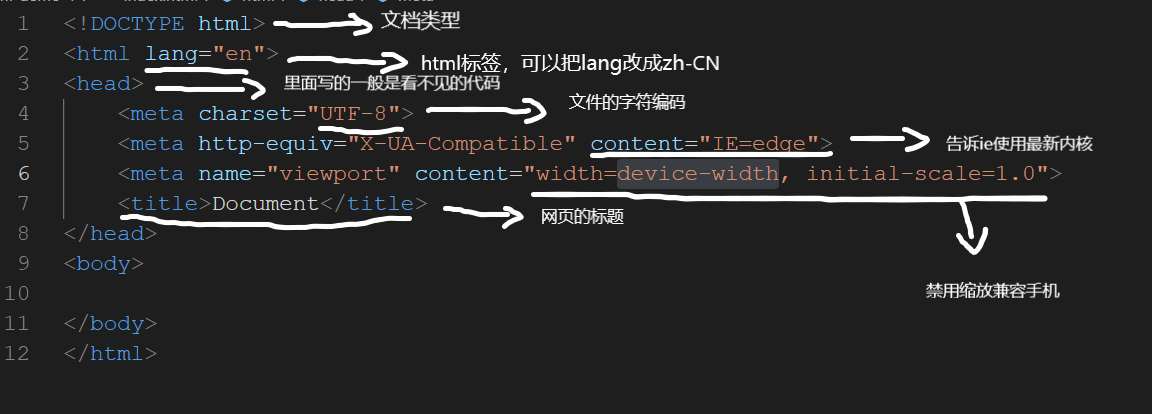 1 <!DOCTYPE html> 文档类型
2 <html lang="en"> html标签，可以把lang改成zh-CN
3 <head> 里面写的一般是看不见的代码
4 <meta charset="UTF-8"> 文件的字符编码
5 <meta http-equiv="X-UA-Compatible" content="IE=edge"> 告诉ie使用最新内核
6 <meta name="viewport" content="width=device-width, initial-scale=1.0">
7 <title>Document</title> 网页的标题
8 </head>
9 <body>
禁用缩放兼容手机
10
11 </body>
12 </html>